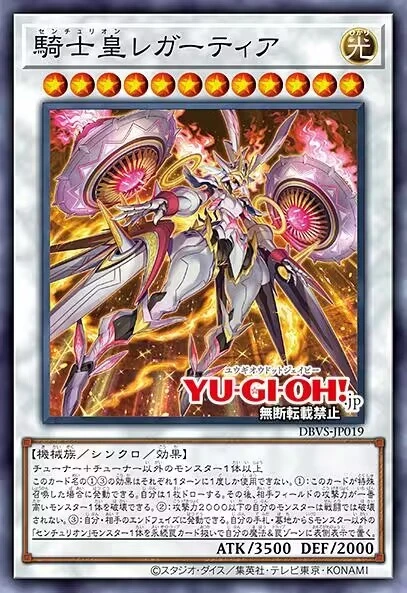 センチュリオン
騎士皇レガーティア
ひかり
光
ユウギオウドットジェイピー
YU-GI-OH!.jp
無断転載禁止
DBVS-JP019
【機械族／シンクロ／効果】
チューナー＋チューナー以外のモンスター1体以上
このカード名の①③の効果はそれぞれ1ターンに1度しか使用できない。①：このカードが特殊
召喚した場合に発動できる。自分は1枚ドローする。その後、相手フィールドの攻撃力が一番
高いモンスター1体を破壊できる。②：攻撃力2000以下の自分のモンスターは戦闘では破壊
されない。③：自分・相手のエンドフェイズに発動できる。自分の手札・墓地からSモンスター以外の
「センチュリオン」モンスター1体を永続罠カード扱いで自分の魔法＆罠ゾーンに表側表示で置く。
ATK/3500 DEF/2000
©スタジオ・ダイス／集英社・テレビ東京・KONAMI